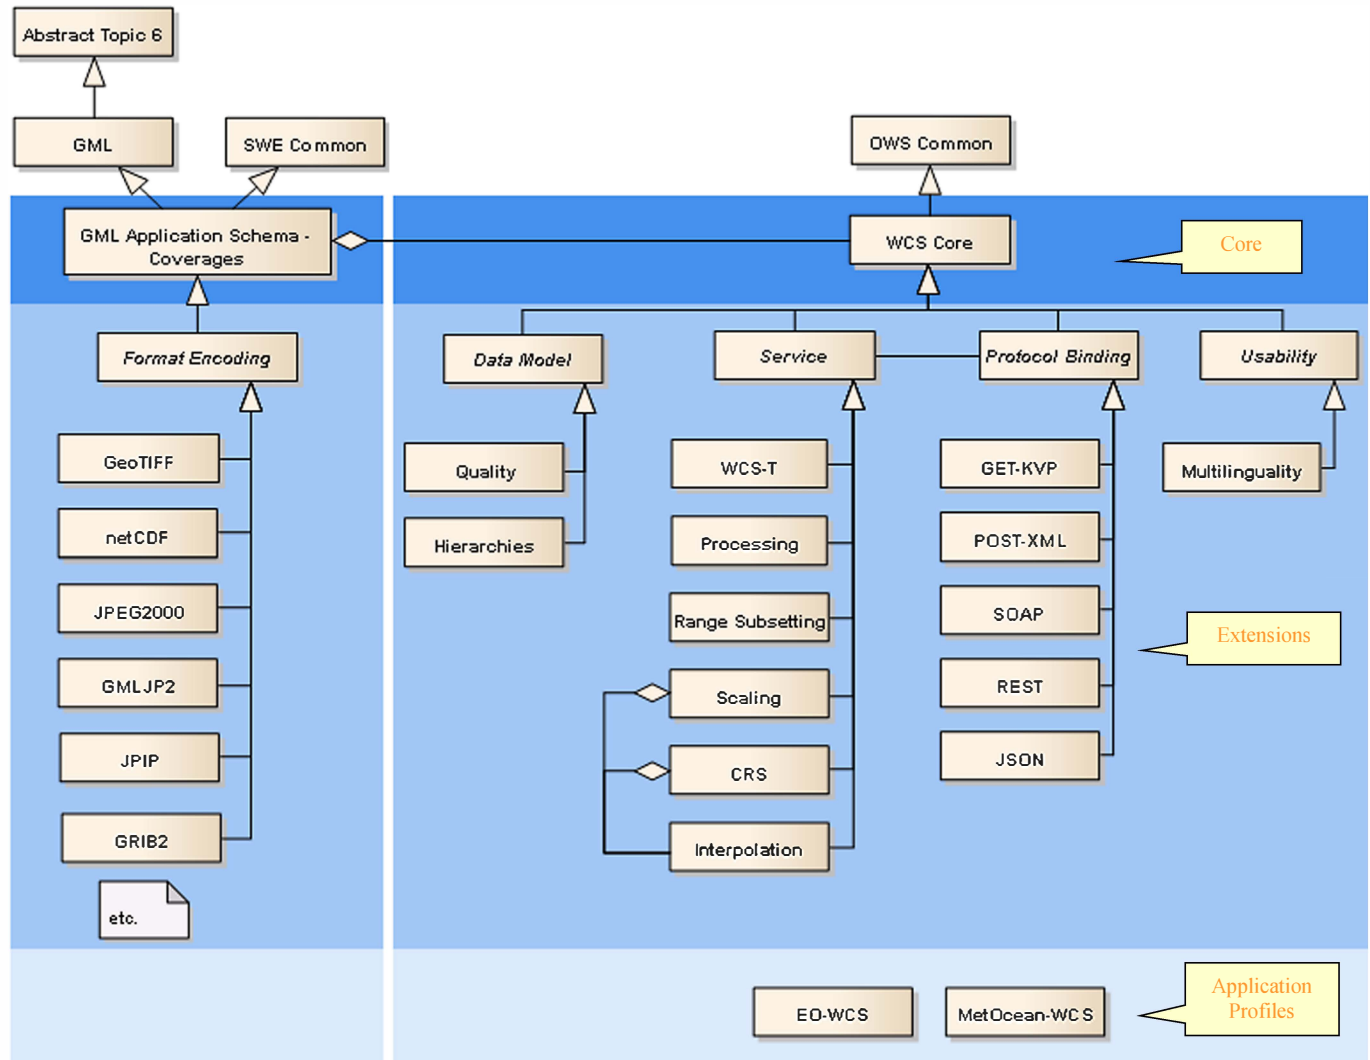 Abstract Topic 6
GML
SWE Common
OWS Common
GML Application Schema -
Coverages
WCS Core
Core
Format Encoding
Data Model
Service
Protocol Binding
Usability
GeoTIFF
netCDF
JPEG2000
GMLJP2
JPIP
GRIB2
etc.
Quality
Hierarchies
WCS-T
Processing
Range Subsetting
Scaling
CRS
Interpolation
GET-KVP
POST-XML
SOAP
REST
JSON
Multilinguality
Extensions
EO-WCS
MetOcean-WCS
Application
Profiles